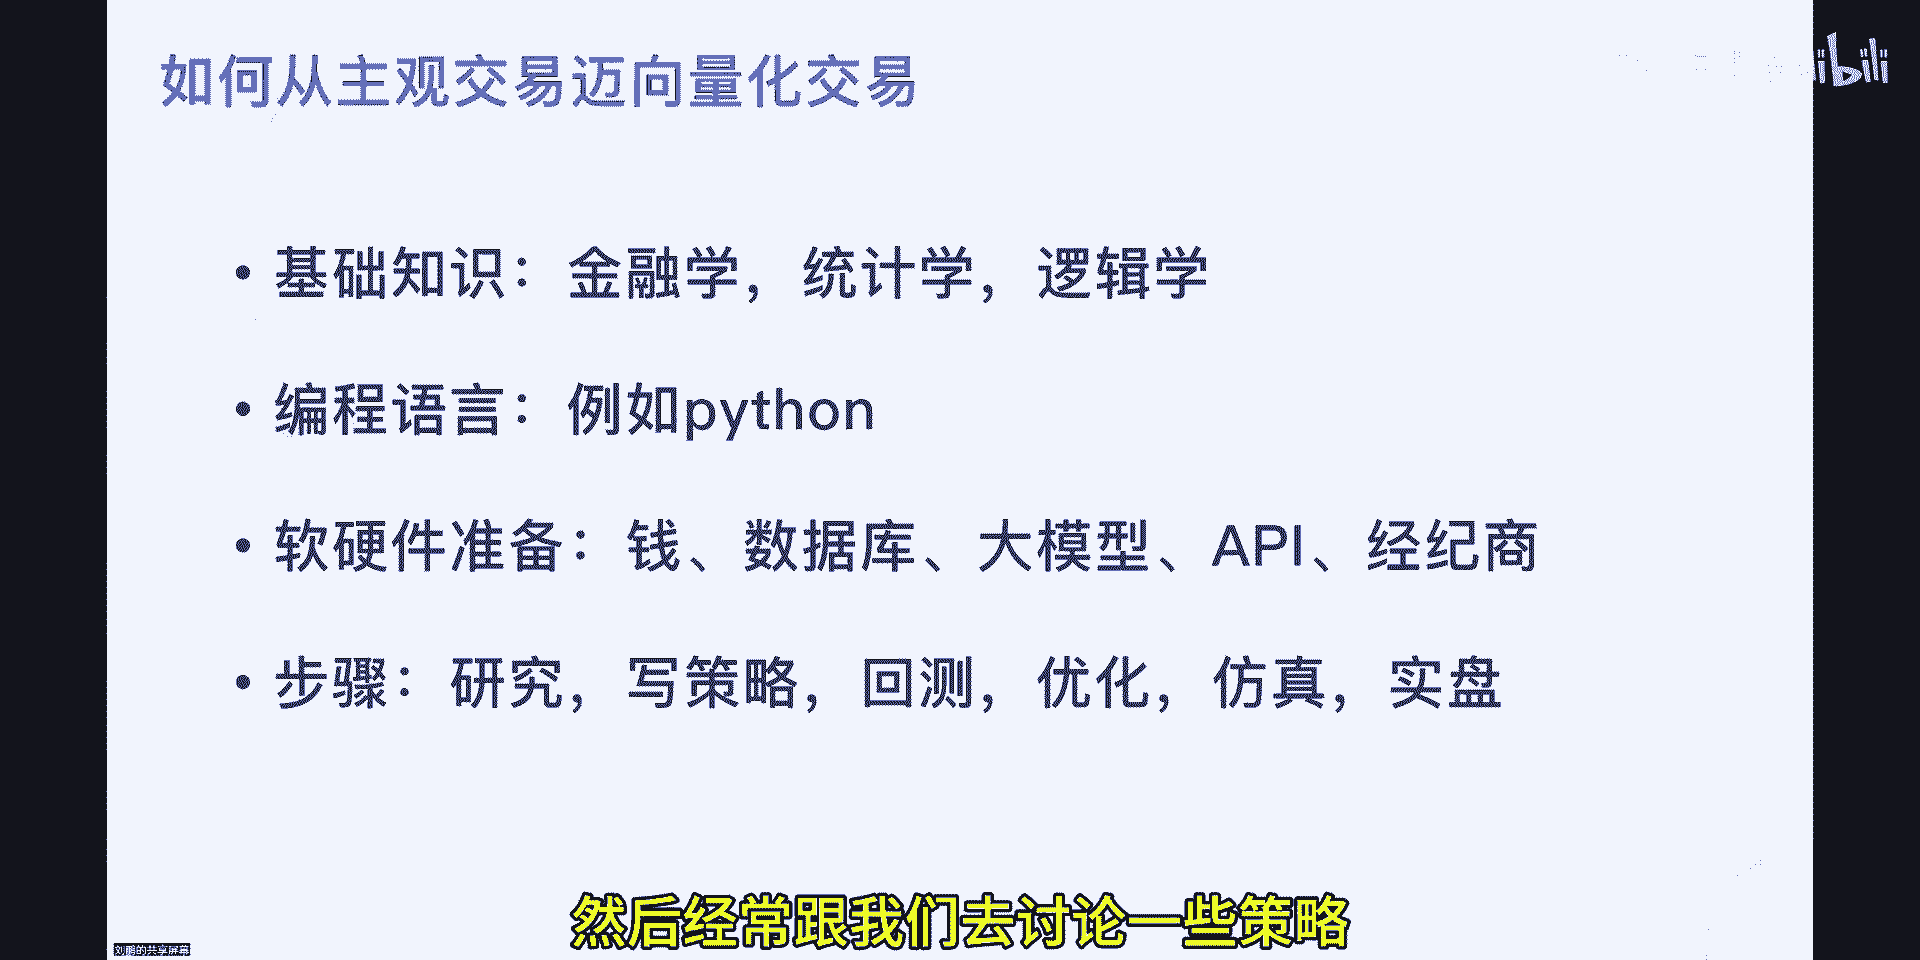 如何从主观交易迈向量化交易
ibili
• 基础知识：金融学，统计学，逻辑学
• 编程语言：例如python
• 软硬件准备：钱、数据库、大模型、API、经纪商
• 步骤：研究，写策略，回测，优化，仿真，实盘
然后经常跟我们去讨论一些策略
刘鹏的共享屏幕